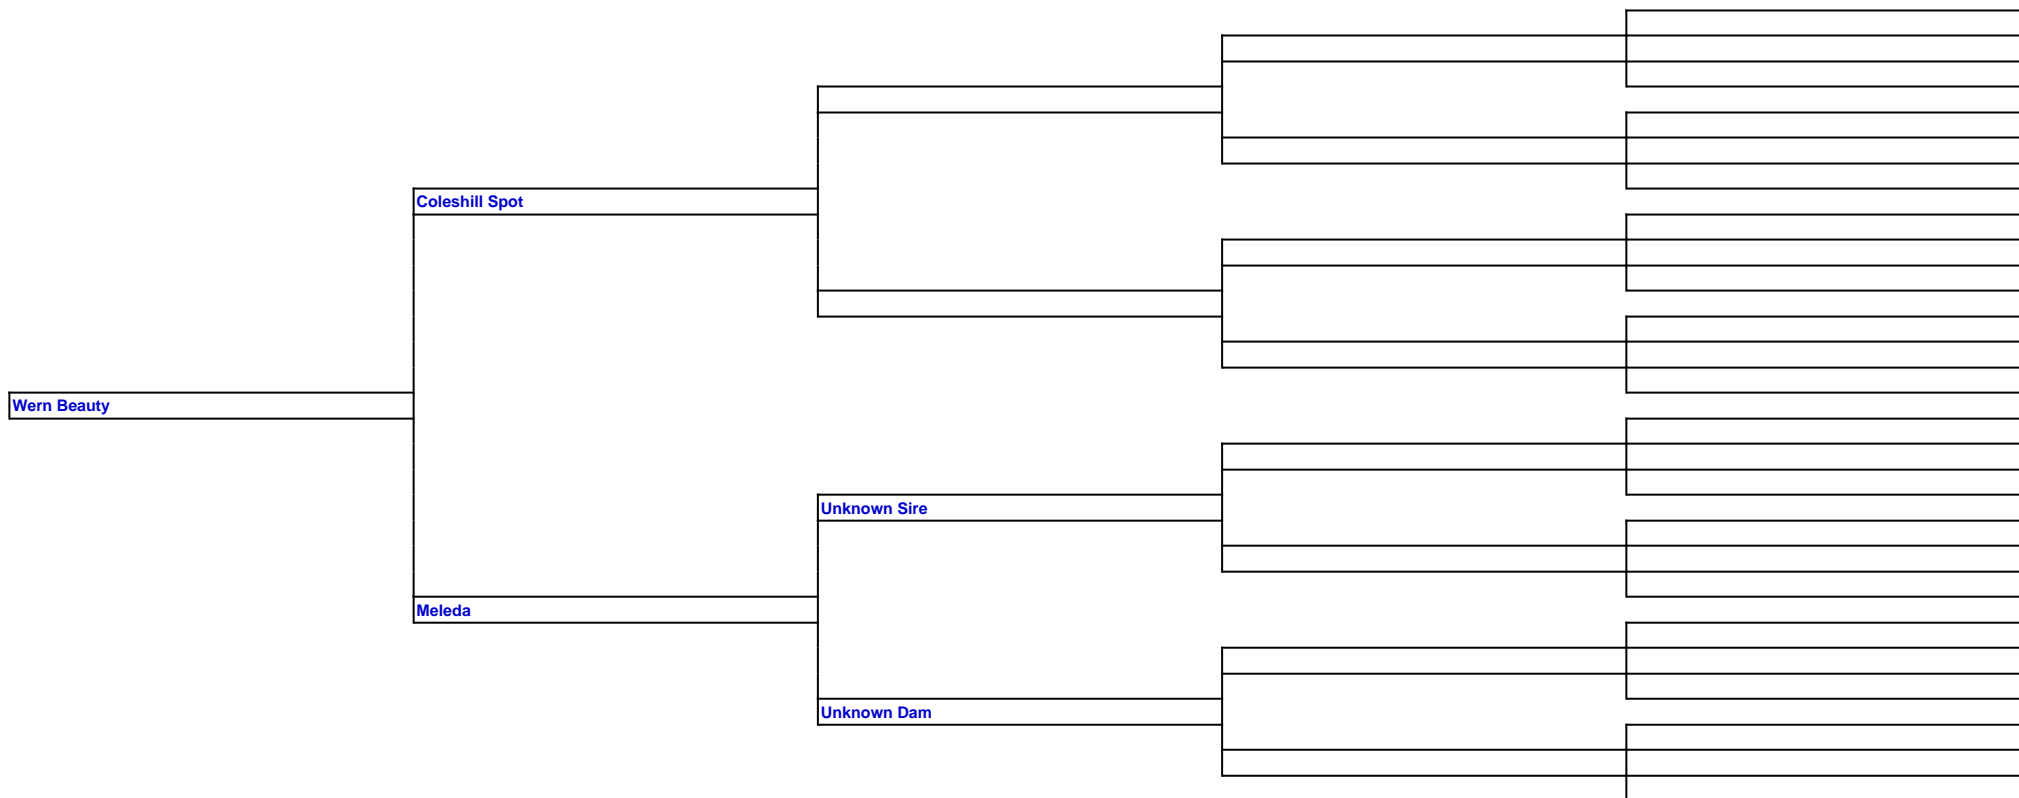 Coleshill Spot
Wern Beauty
Unknown Sire
Meleda
Unknown Dam